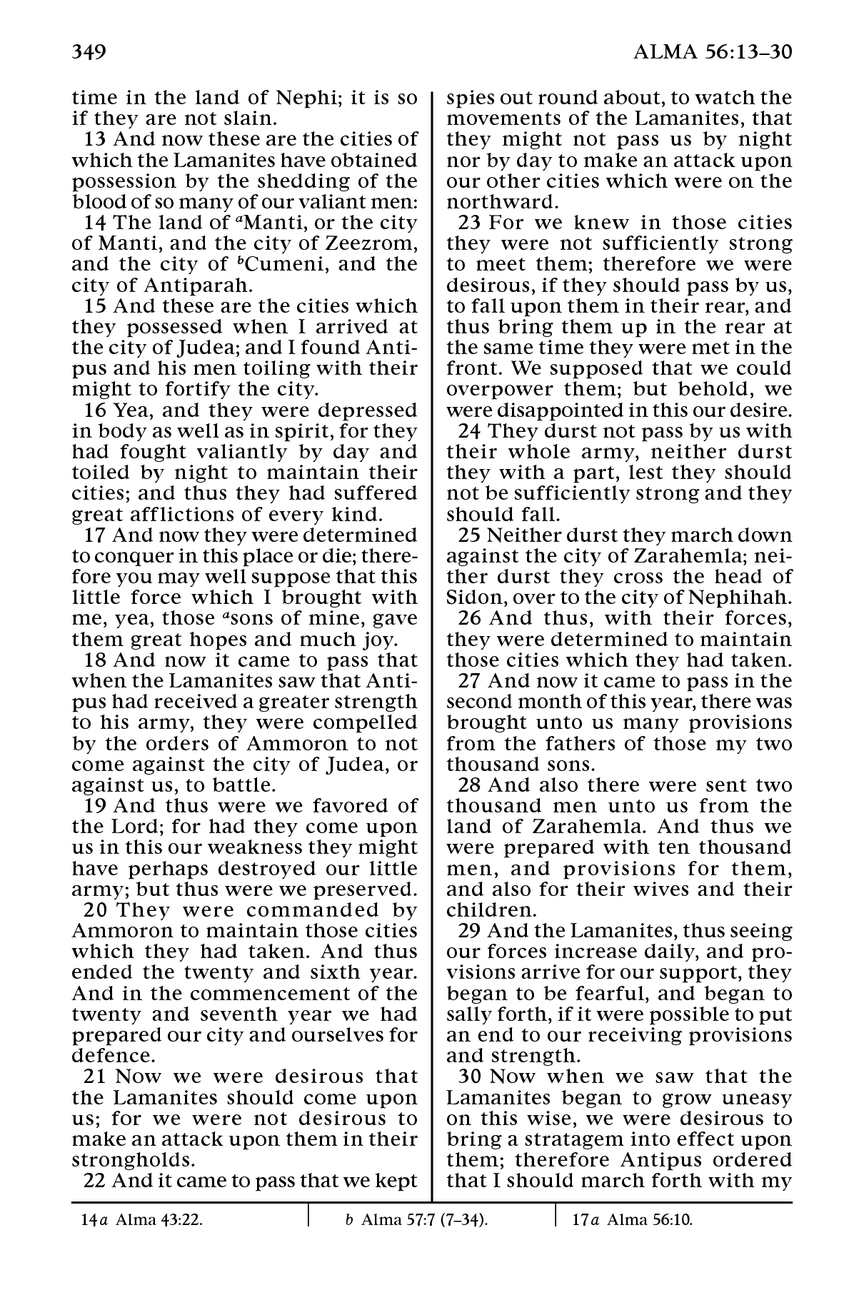 349
ALMA 56:13–30
time in the land of Nephi; it is so
if they are not slain.
13 And now these are the cities of
which the Lamanites have obtained
possession by the shedding of the
blood of so many of our valiant men:
14 The land of aManti, or the city
of Manti, and the city of Zeezrom,
and the city of bCumeni, and the
city of Antiparah.
15 And these are the cities which
they possessed when I arrived at
the city of Judea; and I found Anti-
pus and his men toiling with their
might to fortify the city.
16 Yea, and they were depressed
in body as well as in spirit, for they
had fought valiantly by day and
toiled by night to maintain their
cities; and thus they had suffered
great afflictions of every kind.
17 And now they were determined
to conquer in this place or die; there-
fore you may well suppose that this
little force which I brought with
me, yea, those asons of mine, gave
them great hopes and much joy.
18 And now it came to pass that
when the Lamanites saw that Anti-
pus had received a greater strength
to his army, they were compelled
by the orders of Ammoron to not
come against the city of Judea, or
against us, to battle.
19 And thus were we favored of
the Lord; for had they come upon
us in this our weakness they might
have perhaps destroyed our little
army; but thus were we preserved.
20 They were commanded by
Ammoron to maintain those cities
which they had taken. And thus
ended the twenty and sixth year.
And in the commencement of the
twenty and seventh year we had
prepared our city and ourselves for
defence.
21 Now we were desirous that
the Lamanites should come upon
us; for we were not desirous to
make an attack upon them in their
strongholds.
22 And it came to pass that we kept
spies out round about, to watch the
movements of the Lamanites, that
they might not pass us by night
nor by day to make an attack upon
our other cities which were on the
northward.
23 For we knew in those cities
they were not sufficiently strong
to meet them; therefore we were
desirous, if they should pass by us,
to fall upon them in their rear, and
thus bring them up in the rear at
the same time they were met in the
front. We supposed that we could
overpower them; but behold, we
were disappointed in this our desire.
24 They durst not pass by us with
their whole army, neither durst
they with a part, lest they should
not be sufficiently strong and they
should fall.
25 Neither durst they march down
against the city of Zarahemla; nei-
ther durst they cross the head of
Sidon, over to the city of Nephihah.
26 And thus, with their forces,
they were determined to maintain
those cities which they had taken.
27 And now it came to pass in the
second month of this year, there was
brought unto us many provisions
from the fathers of those my two
thousand sons.
28 And also there were sent two
thousand men unto us from the
land of Zarahemla. And thus we
were prepared with ten thousand
men, and provisions for them,
and also for their wives and their
children.
29 And the Lamanites, thus seeing
our forces increase daily, and pro-
visions arrive for our support, they
began to be fearful, and began to
sally forth, if it were possible to put
an end to our receiving provisions
and strength.
30 Now when we saw that the
Lamanites began to grow uneasy
on this wise, we were desirous to
bring a stratagem into effect upon
them; therefore Antipus ordered
that I should march forth with my
14a Alma 43:22.
b Alma 57:7 (7–34).
17a Alma 56:10.